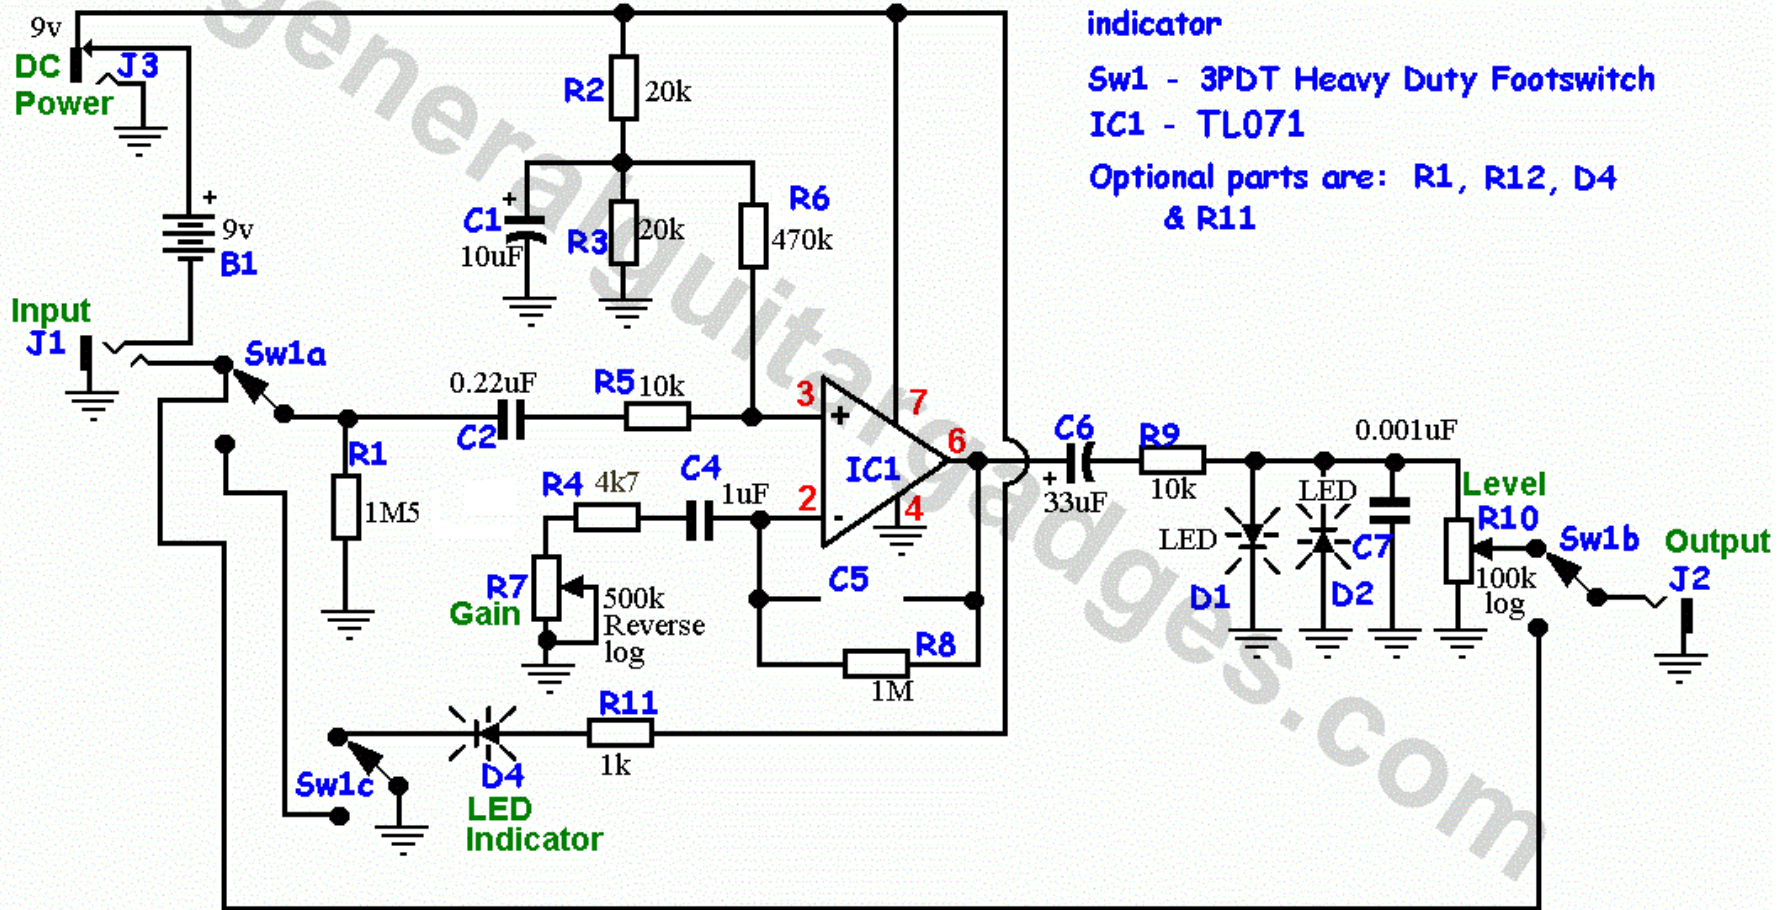 indicator
Sw1 - 3PDT Heavy Duty Footswitch
IC1 - TL071
Optional parts are: R1, R12, D4
& R11
generalguitargadges.com
9v
DC
Power
J3
+
9v
B1
Input
J1
Sw1a
R2
20k
+
C1
10uF
R3
20k
R6
470k
0.22uF
C2
R5
10k
R1
1M5
R4
4k7
C4
1uF
3
+
7
IC1
6
2
-
4
R7
Gain
500k
Reverse
log
C5
R8
1M
C6
+
33uF
R9
10k
0.001uF
LED
D1
LED
D2
C7
Level
R10
100k
log
Sw1b
Output
J2
R11
1k
Sw1c
D4
LED
Indicator